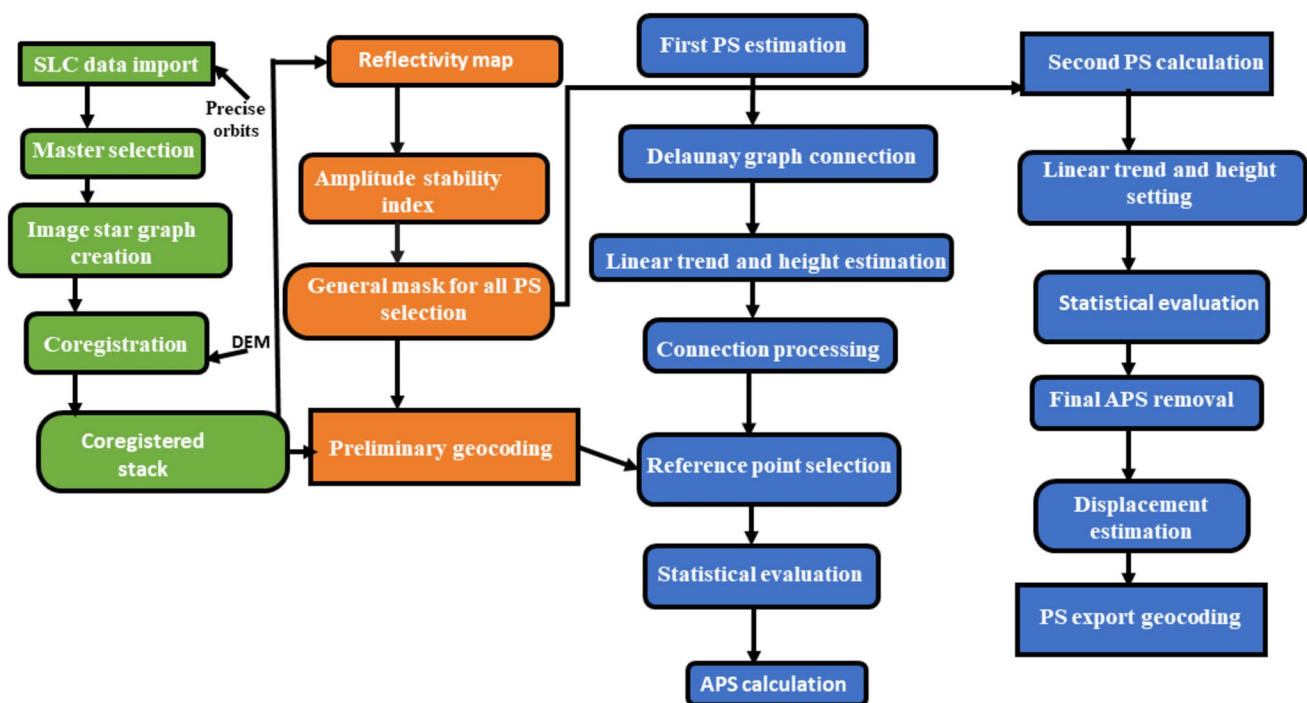 SLC data import
Precise
orbits
Master selection
Image star graph
creation
Coregistration
DEM
Coregistered
stack
Reflectivity map
Amplitude stability
index
General mask for all PS
selection
Preliminary geocoding
First PS estimation
Delaunay graph connection
Linear trend and height estimation
Connection processing
Reference point selection
Statistical evaluation
APS calculation
Second PS calculation
Linear trend and height
setting
Statistical evaluation
Final APS removal
Displacement
estimation
PS export geocoding